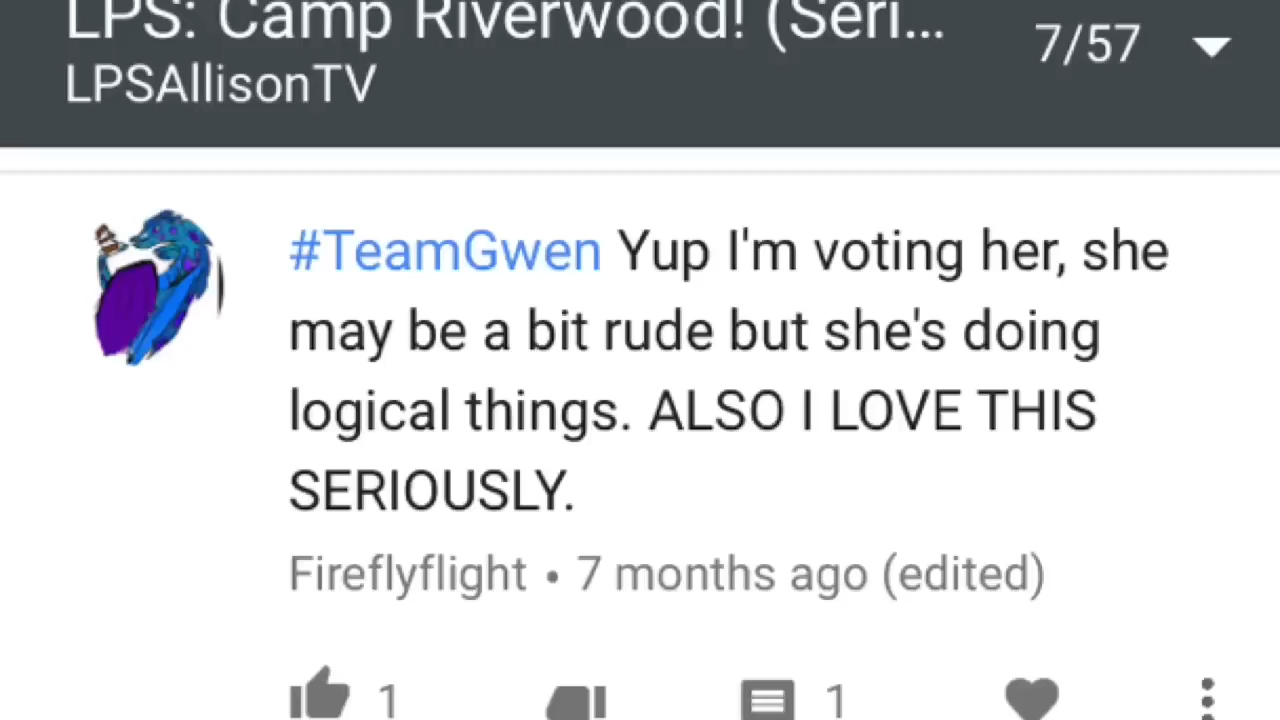 LPS: Camp Riverwood! (Seri...
7/57
LPSAllisonTV
#TeamGwen Yup I'm voting her, she
may be a bit rude but she's doing
logical things. ALSO I LOVE THIS
SERIOUSLY.
Fireflyflight • 7 months ago (edited)
1
1